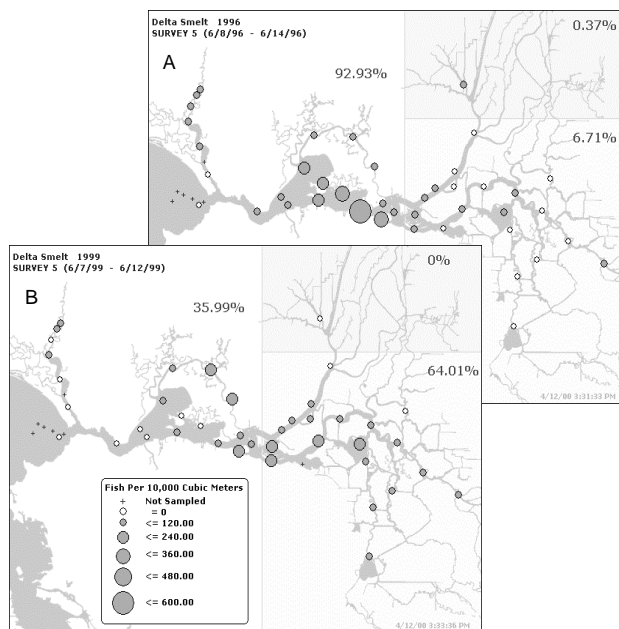 Delta Smelt 1996
SURVEY 5 (6/8/96 - 6/14/96)
A
0.37%
92.93%
6.71%
4/12/00 3:31:33 PM
Delta Smelt 1999
SURVEY 5 (6/7/99 - 6/12/99)
B
0%
35.99%
64.01%
Fish Per 10,000 Cubic Meters
+ Not Sampled
= 0
<= 120.00
<= 240.00
<= 360.00
<= 480.00
<= 600.00
4/12/00 3:33:36 PM